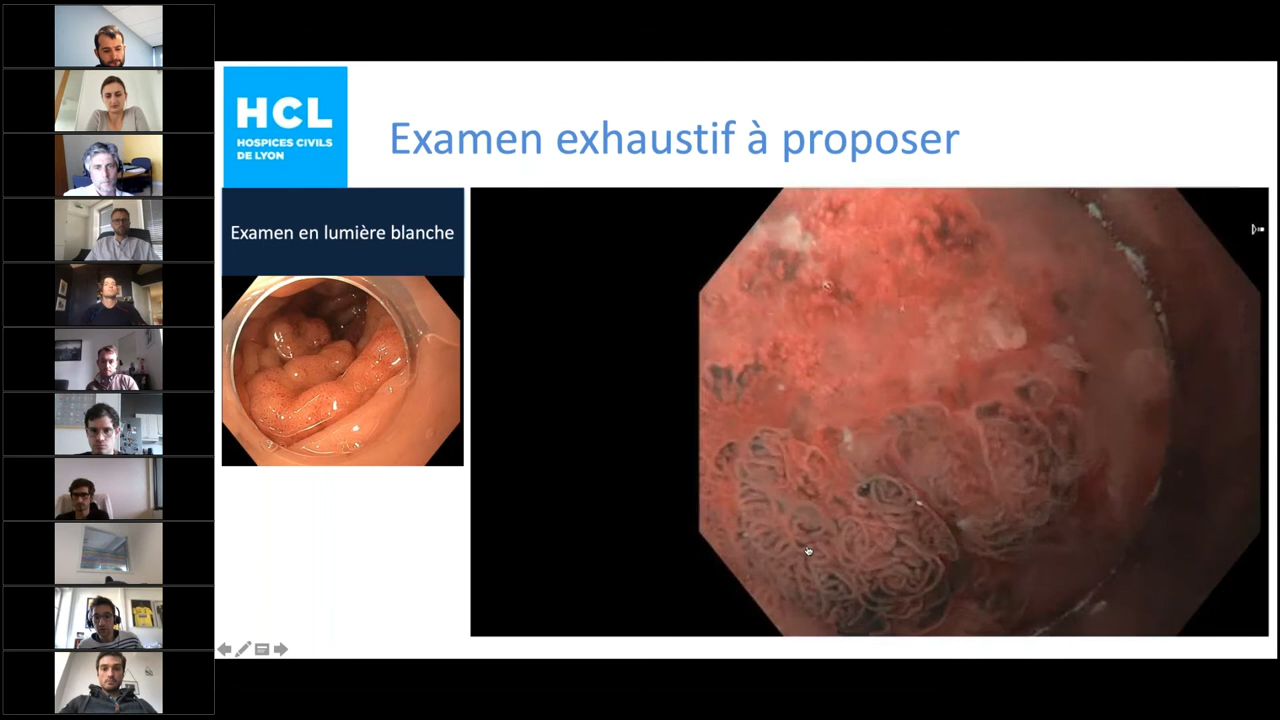 HCL
HOSPICES CIVILS
DE LYON
Examen exhaustif à proposer
Examen en lumière blanche